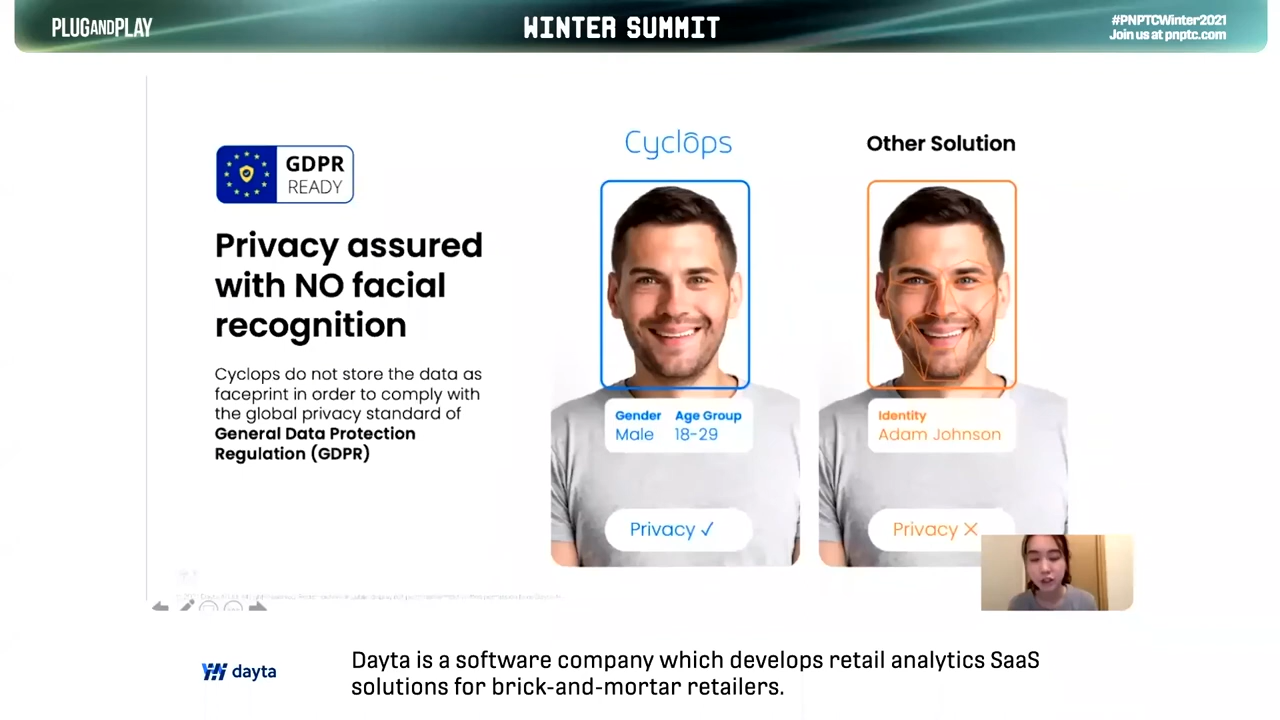 PLUGANDPLAY
WINTER SUMMIT
#PNPTCWinter2021
Join us at pnptc.com
GDPR
READY
Privacy assured
with NO facial
recognition
Cyclops do not store the data as
faceprint in order to comply with
the global privacy standard of
General Data Protection
Regulation (GDPR)
Cyclōps
Gender Age Group
Male 18-29
Privacy ✓
Other Solution
Identity
Adam Johnson
Privacy ✕
dayta
Dayta is a software company which develops retail analytics SaaS
solutions for brick-and-mortar retailers.